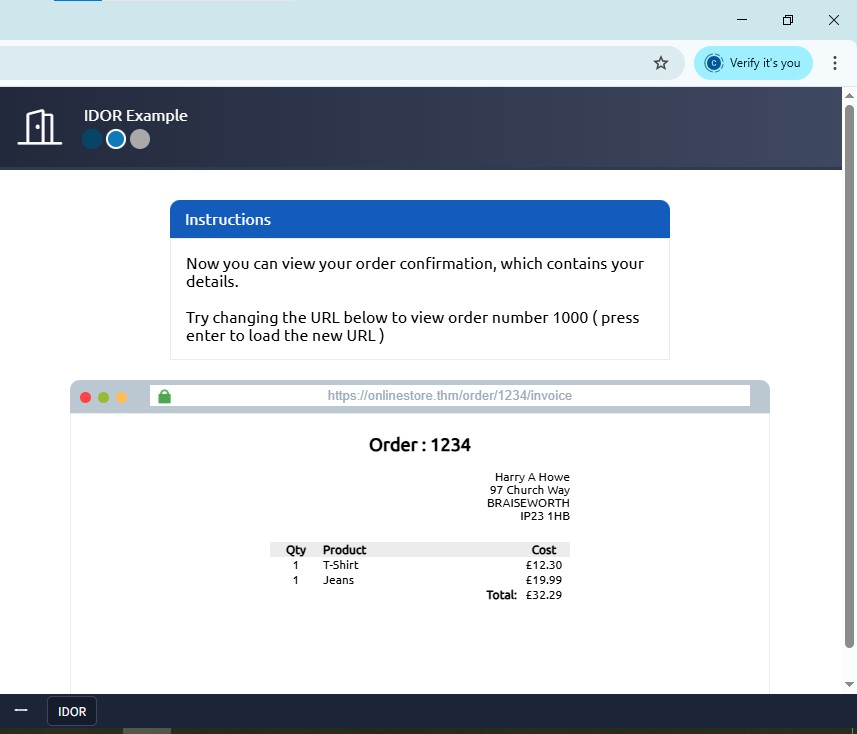 Verify it's you
IDOR Example
Instructions
Now you can view your order confirmation, which contains your
details.
Try changing the URL below to view order number 1000 ( press
enter to load the new URL )
https://onlinestore.thm/order/1234/invoice
Order : 1234
Harry A Howe
97 Church Way
BRAISEWORTH
IP23 1HB
Qty Product Cost
1 T-Shirt £12.30
1 Jeans £19.99
Total: £32.29
IDOR